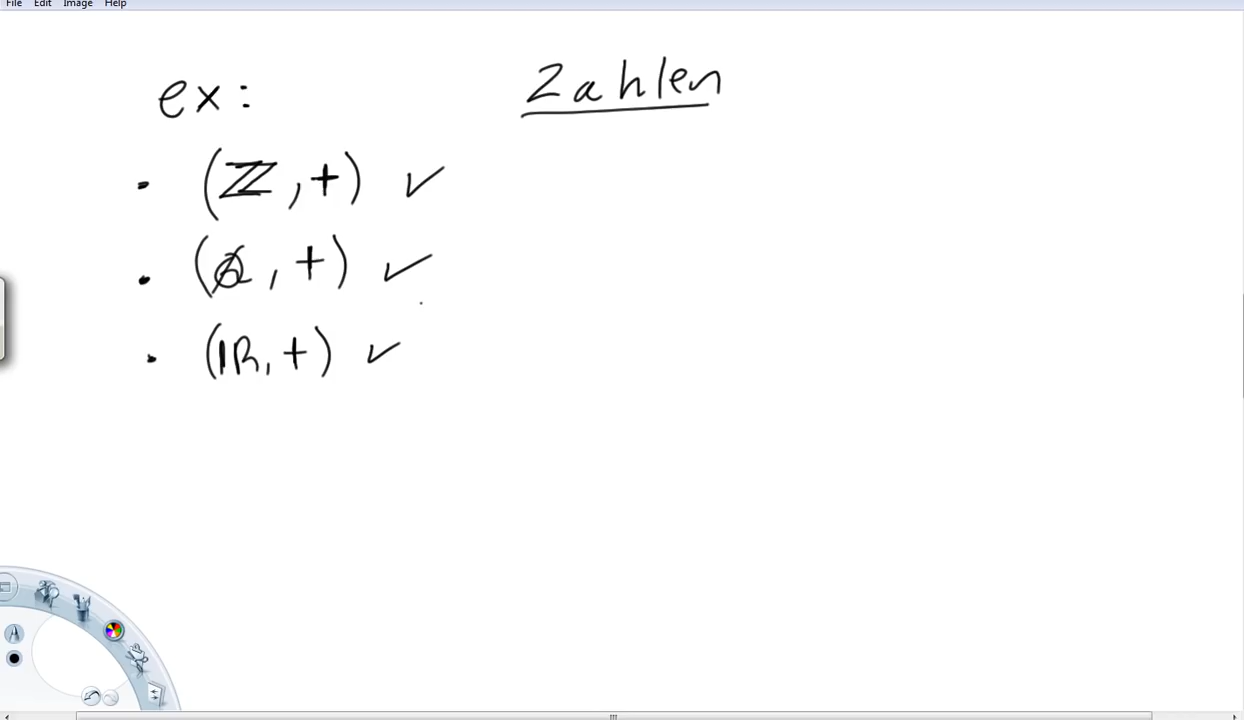 File Edit Image Help
ex: Zahlen
• (ℤ, +) ✓
• (ℚ, +) ✓
• (ℝ, +) ✓